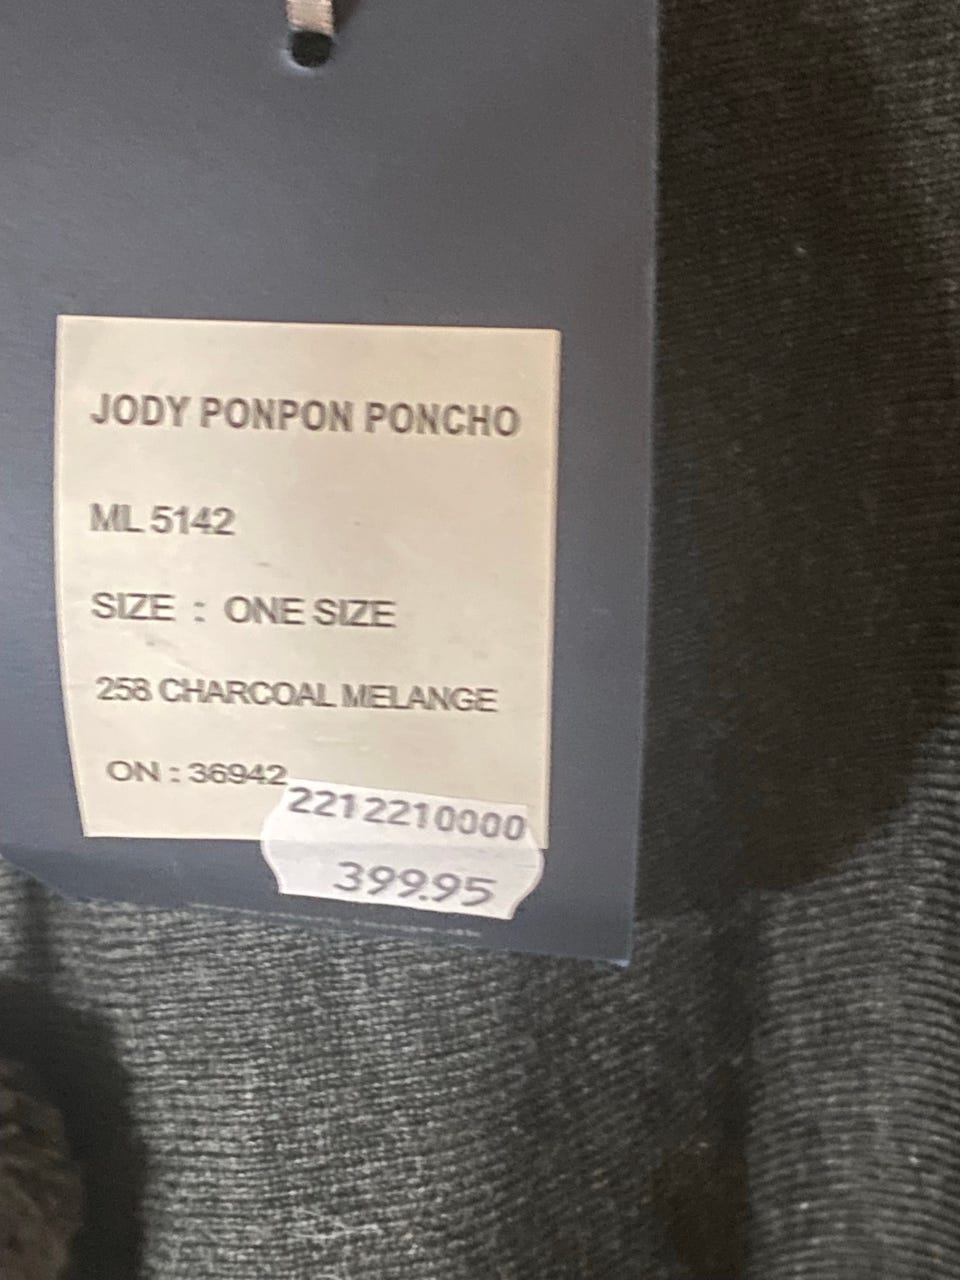 JODY PONPON PONCHO
ML 5142
SIZE : ONE SIZE
258 CHARCOAL MELANGE
ON : 36942
2212210000
399.95